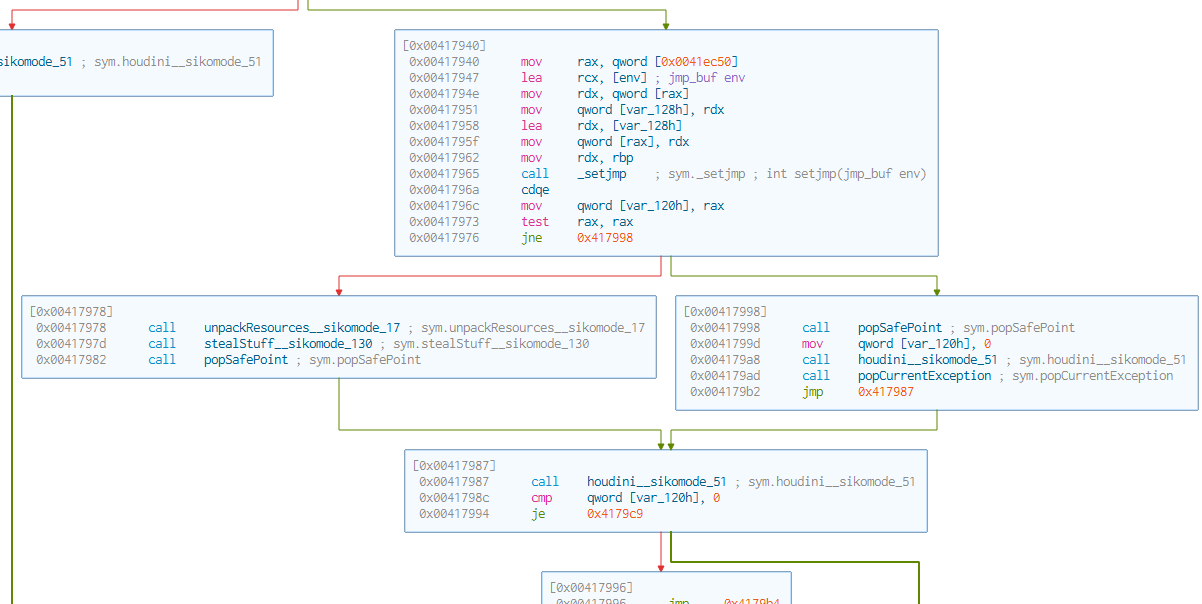 sikomode_51 ; sym.houdini__sikomode_51
[0x00417940]
0x00417940 mov rax, qword [0x0041ec50]
0x00417947 lea rcx, [env] ; jmp_buf env
0x0041794e mov rdx, qword [rax]
0x00417951 mov qword [var_128h], rdx
0x00417958 lea rdx, [var_128h]
0x0041795f mov qword [rax], rdx
0x00417962 mov rdx, rbp
0x00417965 call _setjmp ; sym._setjmp ; int setjmp(jmp_buf env)
0x0041796a cdqe
0x0041796c mov qword [var_120h], rax
0x00417973 test rax, rax
0x00417976 jne 0x417998
[0x00417978]
0x00417978 call unpackResources__sikomode_17 ; sym.unpackResources__sikomode_17
0x0041797d call stealStuff__sikomode_130 ; sym.stealStuff__sikomode_130
0x00417982 call popSafePoint ; sym.popSafePoint
[0x00417998]
0x00417998 call popSafePoint ; sym.popSafePoint
0x0041799d mov qword [var_120h], 0
0x004179a8 call houdini__sikomode_51 ; sym.houdini__sikomode_51
0x004179ad call popCurrentException ; sym.popCurrentException
0x004179b2 jmp 0x417987
[0x00417987]
0x00417987 call houdini__sikomode_51 ; sym.houdini__sikomode_51
0x0041798c cmp qword [var_120h], 0
0x00417994 je 0x4179c9
[0x00417996]
0x00417996 jmp 0x4179b4